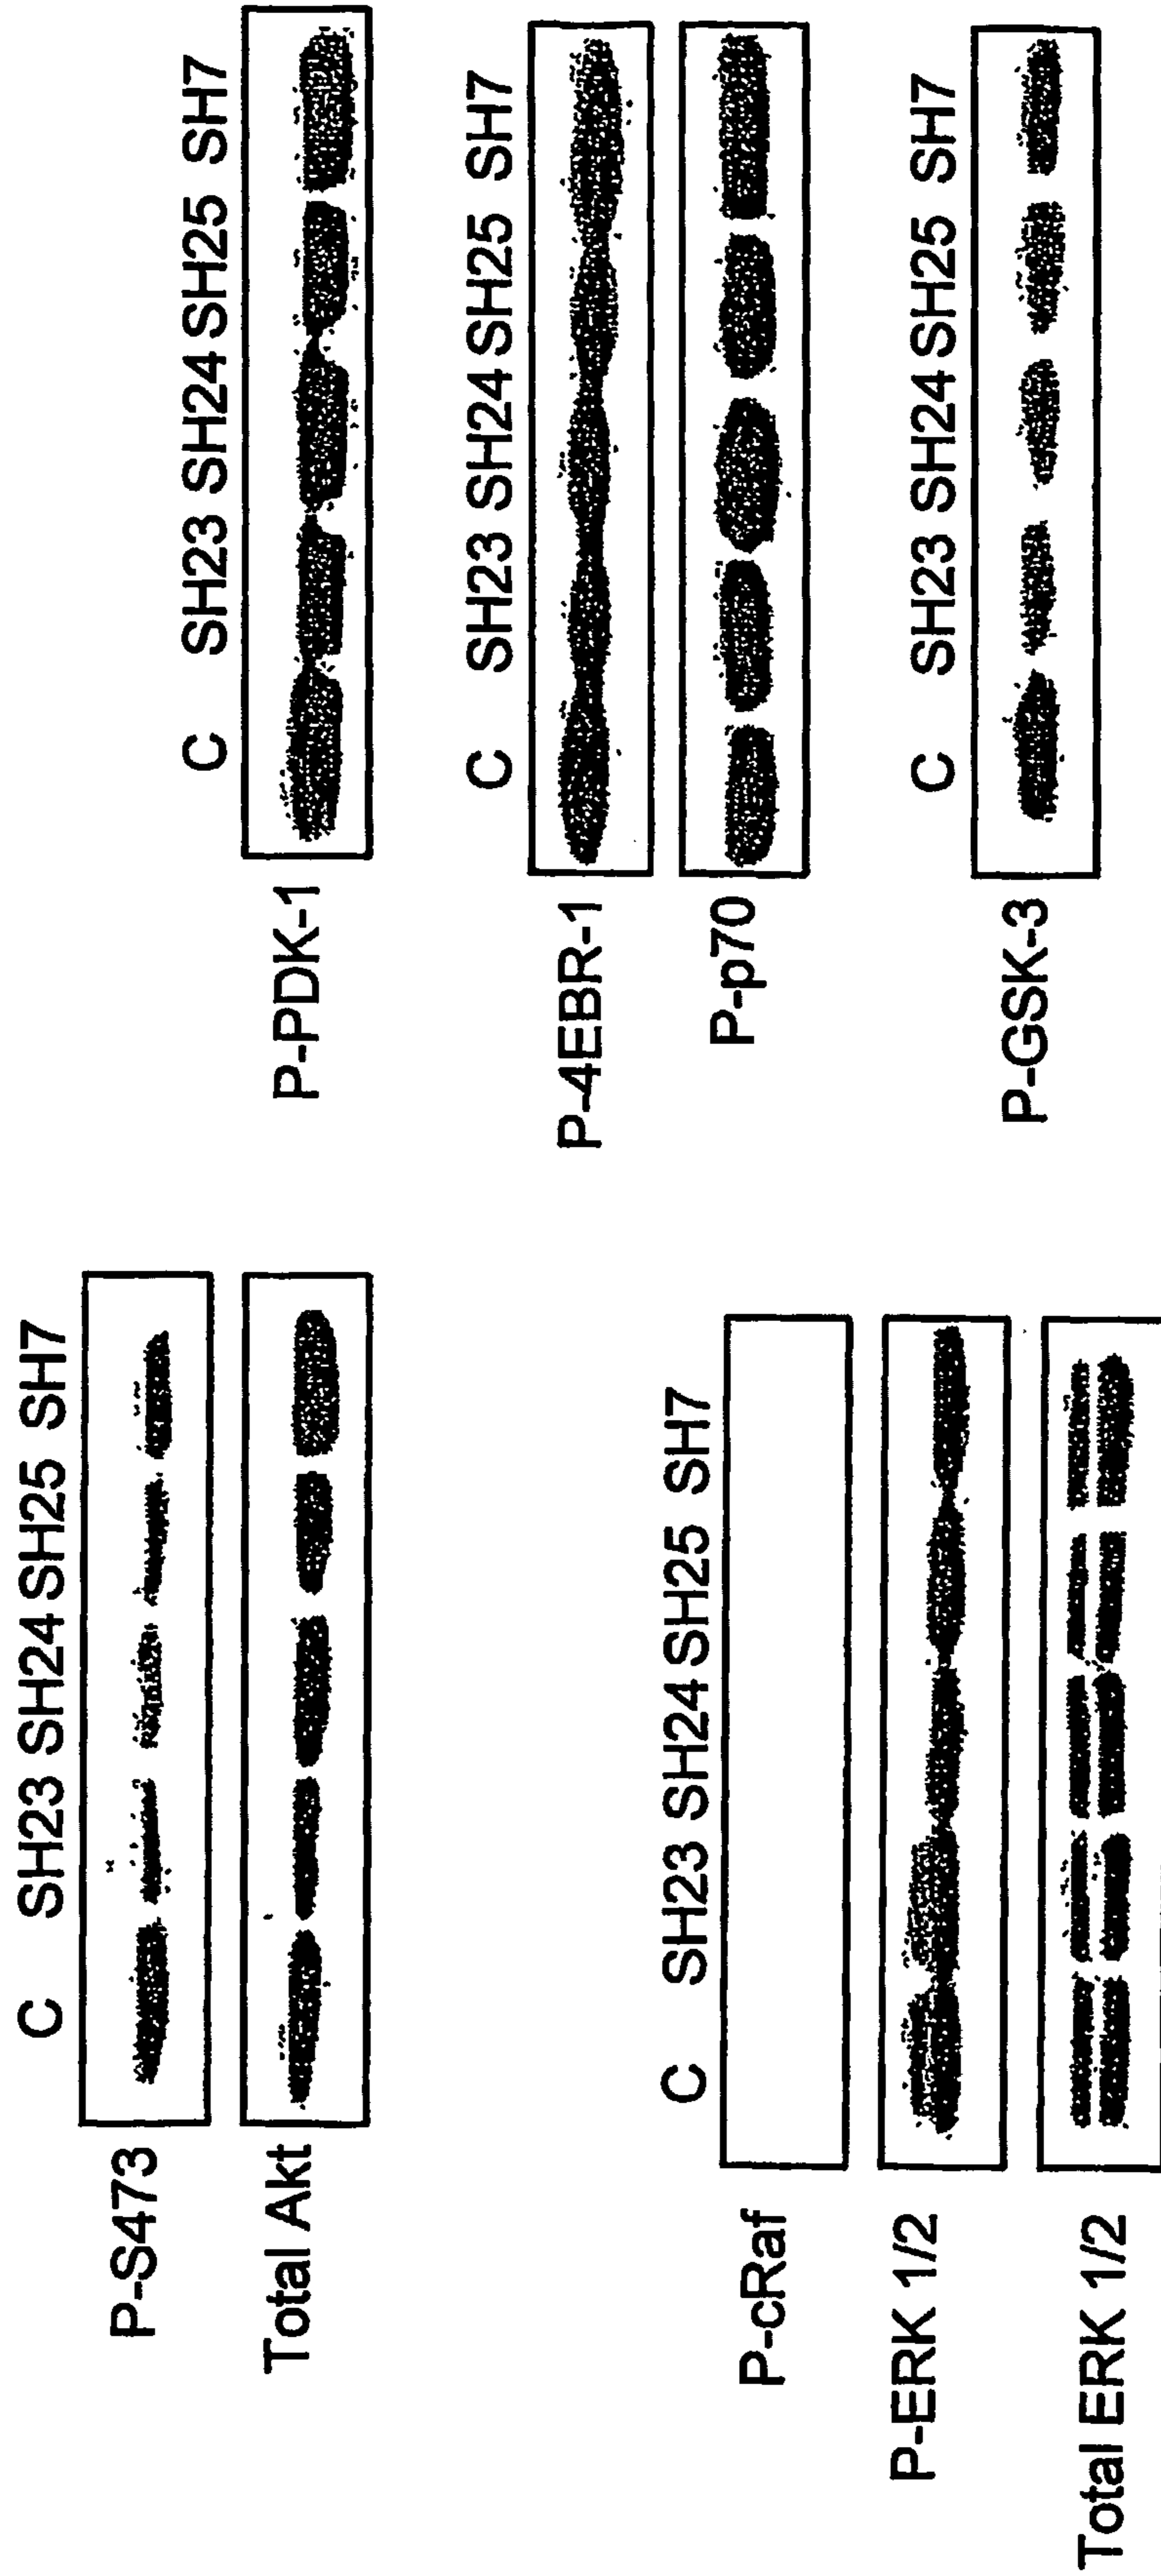 C SH23 SH24 SH25 SH7
P-S473
Total Akt
C SH23 SH24 SH25 SH7
P-cRaf
P-ERK 1/2
Total ERK 1/2
C SH23 SH24 SH25 SH7
P-PDK-1
C SH23 SH24 SH25 SH7
P-4EBR-1
P-p70
C SH23 SH24 SH25 SH7
P-GSK-3